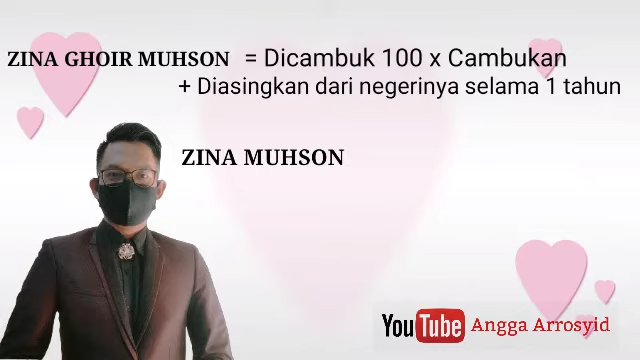 ZINA GHOIR MUHSON = Dicambuk 100 x Cambukan
+ Diasingkan dari negerinya selama 1 tahun
ZINA MUHSON
YouTube Angga Arrosyid